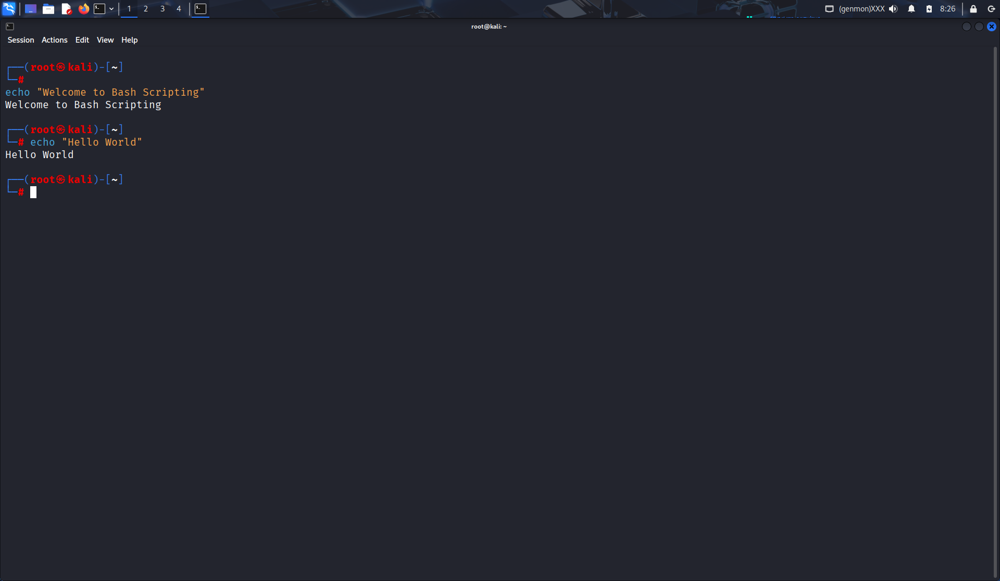 1 2 3 4 (genmon)XXX 8:26
root@kali: ~
Session Actions Edit View Help
┌──(root㉿kali)-[~]
└─#
echo "Welcome to Bash Scripting"
Welcome to Bash Scripting
┌──(root㉿kali)-[~]
└─# echo "Hello World"
Hello World
┌──(root㉿kali)-[~]
└─#